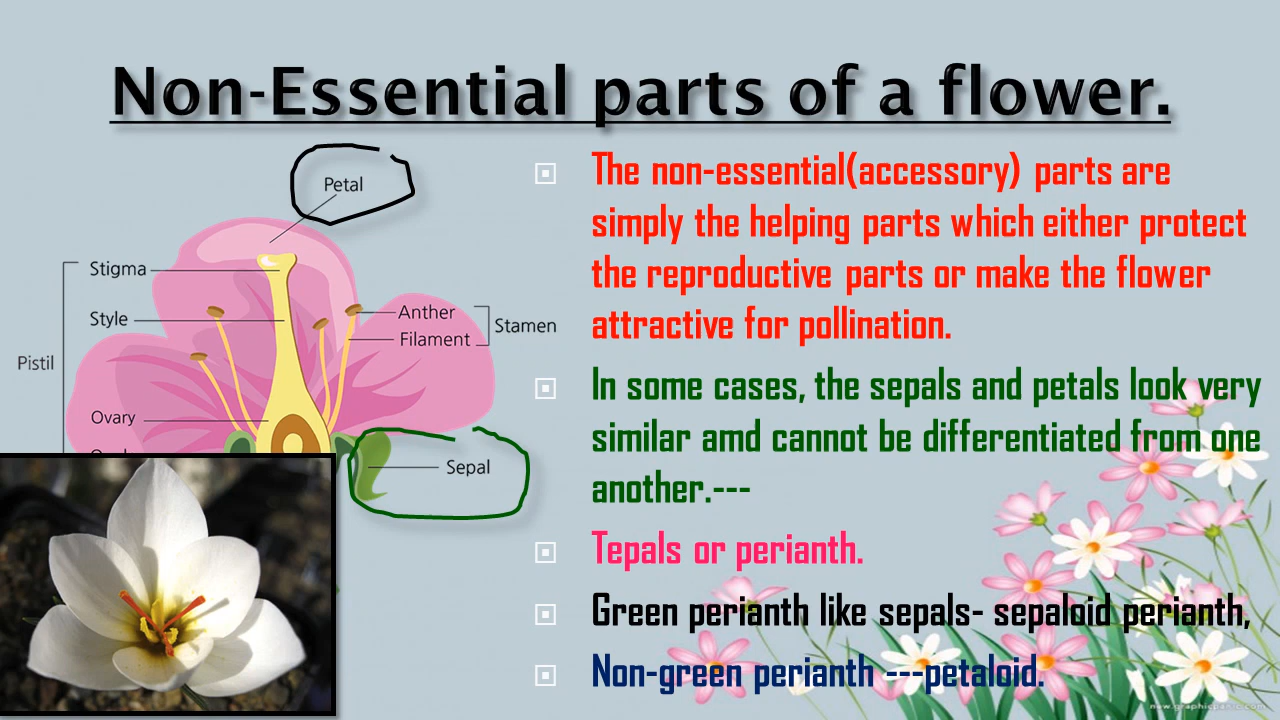 Non-Essential parts of a flower.
Petal
Stigma
Style
Pistil
Ovary
Anther
Filament
Stamen
Sepal
The non-essential(accessory) parts are
simply the helping parts which either protect
the reproductive parts or make the flower
attractive for pollination.
In some cases, the sepals and petals look very
similar amd cannot be differentiated from one
another.---
Tepals or perianth.
Green perianth like sepals- sepaloid perianth,
Non-green perianth ---petaloid.